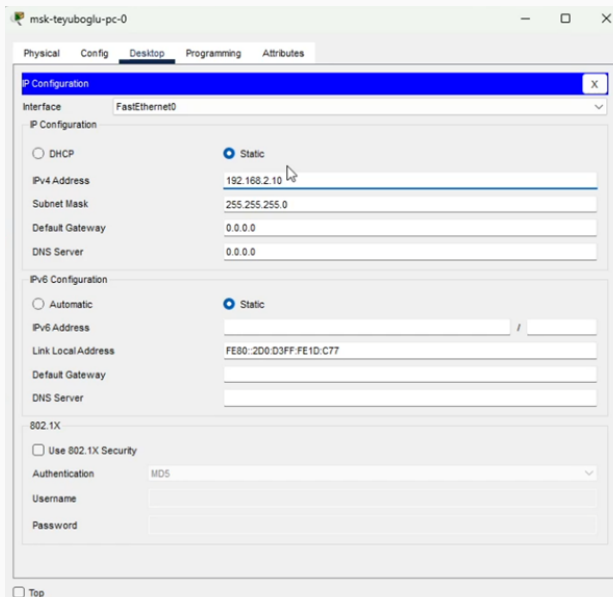 msk-teyuboglu-pc-0
Physical Config Desktop Programming Attributes
IP Configuration X
Interface FastEthernet0
IP Configuration
DHCP Static
IPv4 Address 192.168.2.10
Subnet Mask 255.255.255.0
Default Gateway 0.0.0.0
DNS Server 0.0.0.0
IPv6 Configuration
Automatic Static
IPv6 Address /
Link Local Address FE80::2D0:D3FF:FE1D:C77
Default Gateway
DNS Server
802.1X
Use 802.1X Security
Authentication MD5
Username
Password
Top